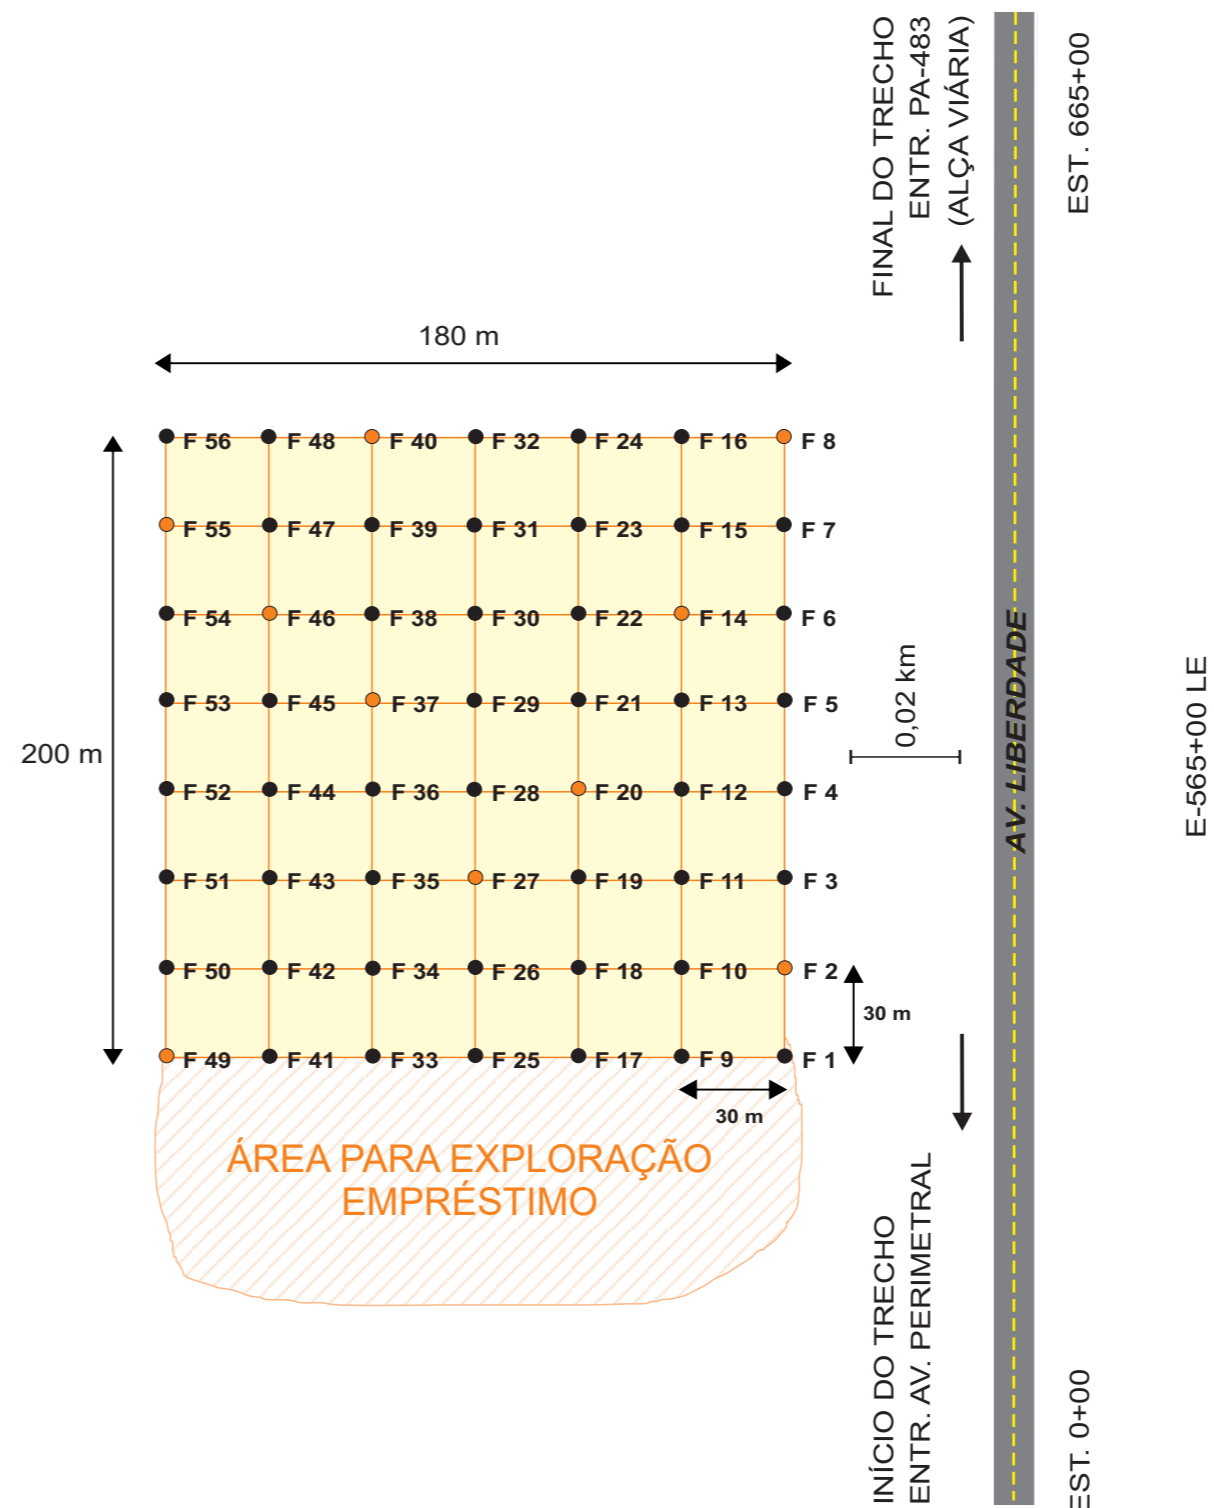 FINAL DO TRECHO
ENTR. PA-483
(ALÇA VIÁRIA)
EST. 665+00
180 m
F 56 F 48 F 40 F 32 F 24 F 16 F 8
F 55 F 47 F 39 F 31 F 23 F 15 F 7
F 54 F 46 F 38 F 30 F 22 F 14 F 6
F 53 F 45 F 37 F 29 F 21 F 13 F 5
200 m
F 52 F 44 F 36 F 28 F 20 F 12 F 4
F 51 F 43 F 35 F 27 F 19 F 11 F 3
F 50 F 42 F 34 F 26 F 18 F 10 F 2
F 49 F 41 F 33 F 25 F 17 F 9 F 1
0,02 km
AV. LIBERDADE
E-565+00 LE
30 m
30 m
ÁREA PARA EXPLORAÇÃO
EMPRÉSTIMO
INÍCIO DO TRECHO
ENTR. AV. PERIMETRAL
EST. 0+00